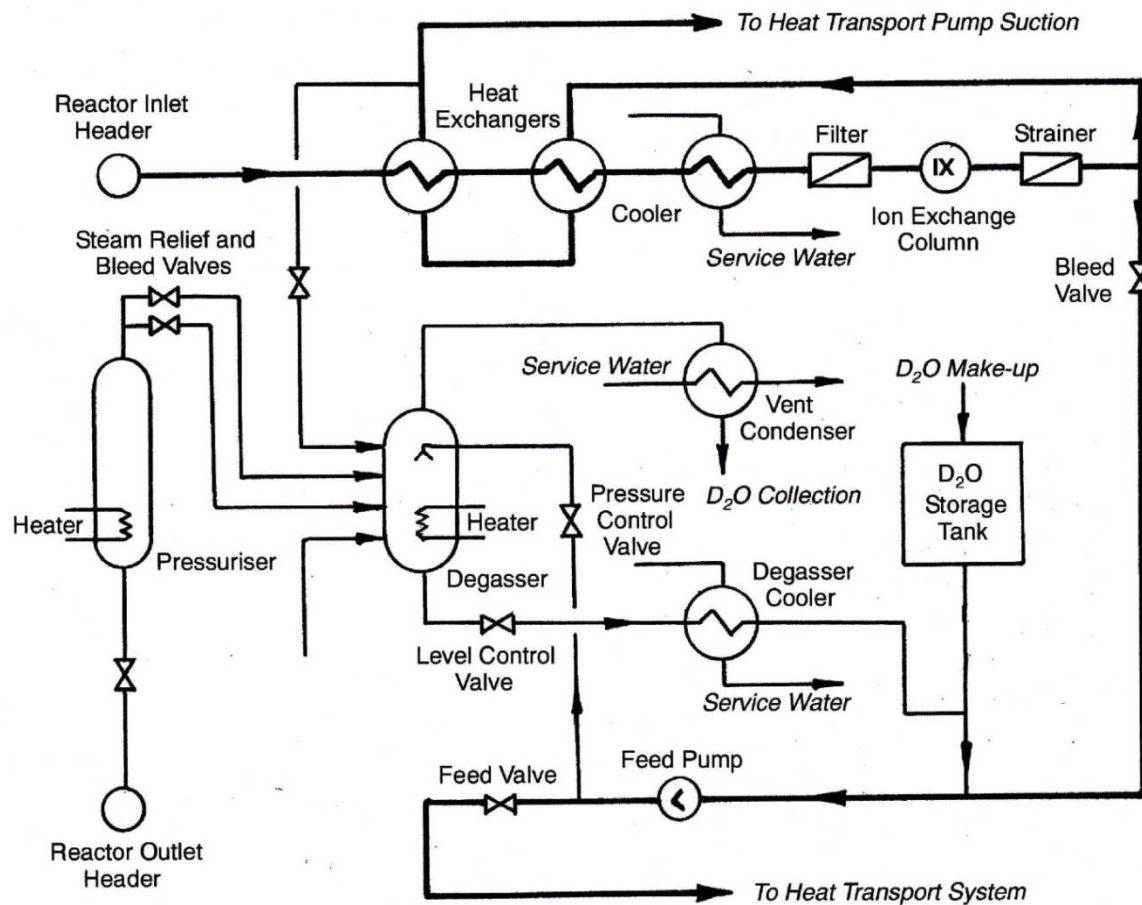 To Heat Transport Pump Suction
Reactor Inlet
Header
Heat
Exchangers
Filter
Strainer
IX
Cooler
Ion Exchange
Column
Service Water
Steam Relief and
Bleed Valves
Bleed
Valve
Service Water
Vent
Condenser
D₂O Make-up
D₂O
Storage
Tank
D₂O Collection
Heater
Pressuriser
Heater
Degasser
Pressure
Control
Valve
Degasser
Cooler
Level Control
Valve
Service Water
Feed Valve
Feed Pump
Reactor Outlet
Header
To Heat Transport System